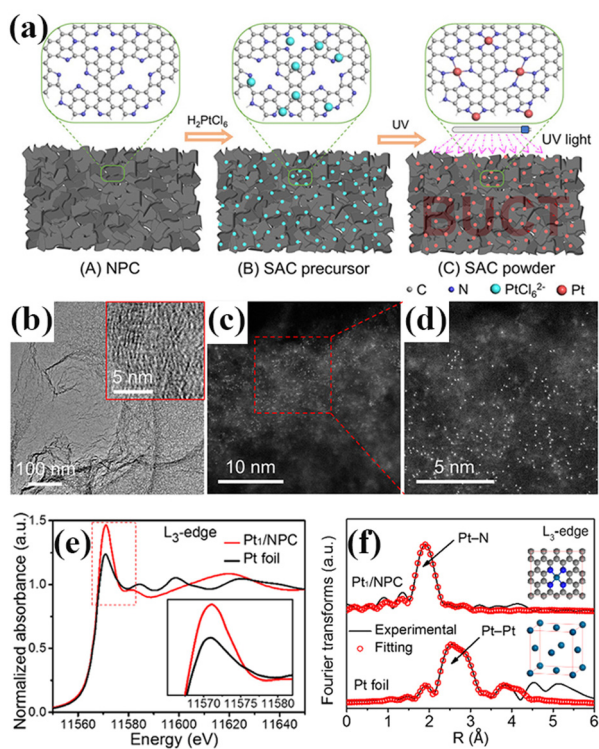 (a)
H₂PtCl₆
UV
UV light
BUCT
(A) NPC
(B) SAC precursor
(C) SAC powder
C N PtCl₆²⁻ Pt
(b)
5 nm
100 nm
(c)
10 nm
(d)
5 nm
(e)
L₃-edge
Pt₁/NPC
Pt foil
Normalized absorbance (a.u.)
1.5
1.0
0.5
0.0
11570 11575 11580
11560 11580 11600 11620 11640
Energy (eV)
(f)
L₃-edge
Pt–N
Pt₁/NPC
Experimental
Fitting
Pt–Pt
Pt foil
Fourier transforms (a.u.)
0 1 2 3 4 5 6
R (Å)